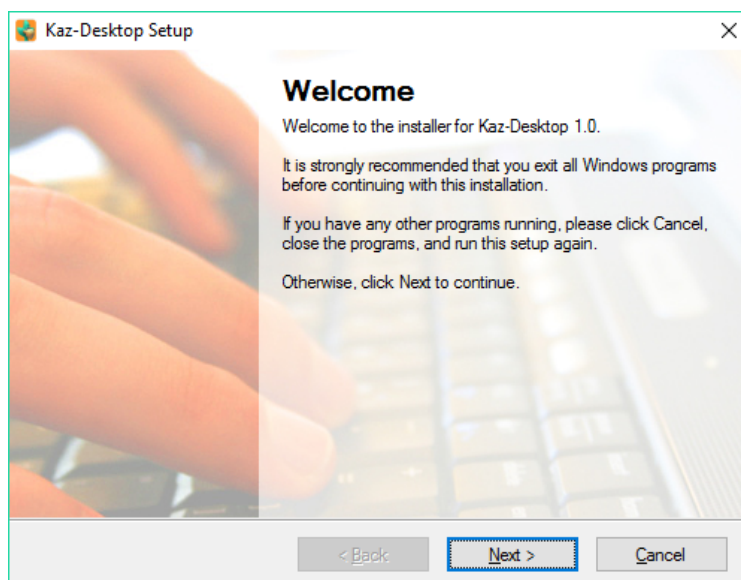 Kaz-Desktop Setup
Welcome
Welcome to the installer for Kaz-Desktop 1.0.
It is strongly recommended that you exit all Windows programs
before continuing with this installation.
If you have any other programs running, please click Cancel,
close the programs, and run this setup again.
Otherwise, click Next to continue.
< Back
Next >
Cancel